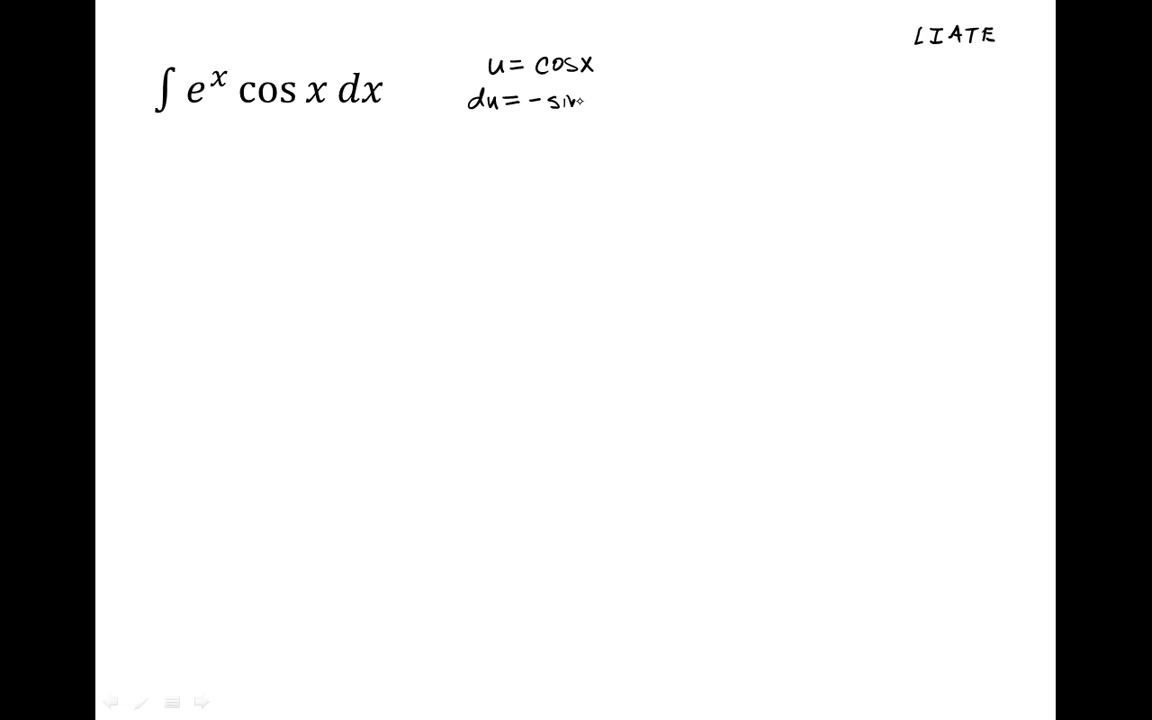 LIATE
∫ e^x cos x dx
u = cosx
du = - sin